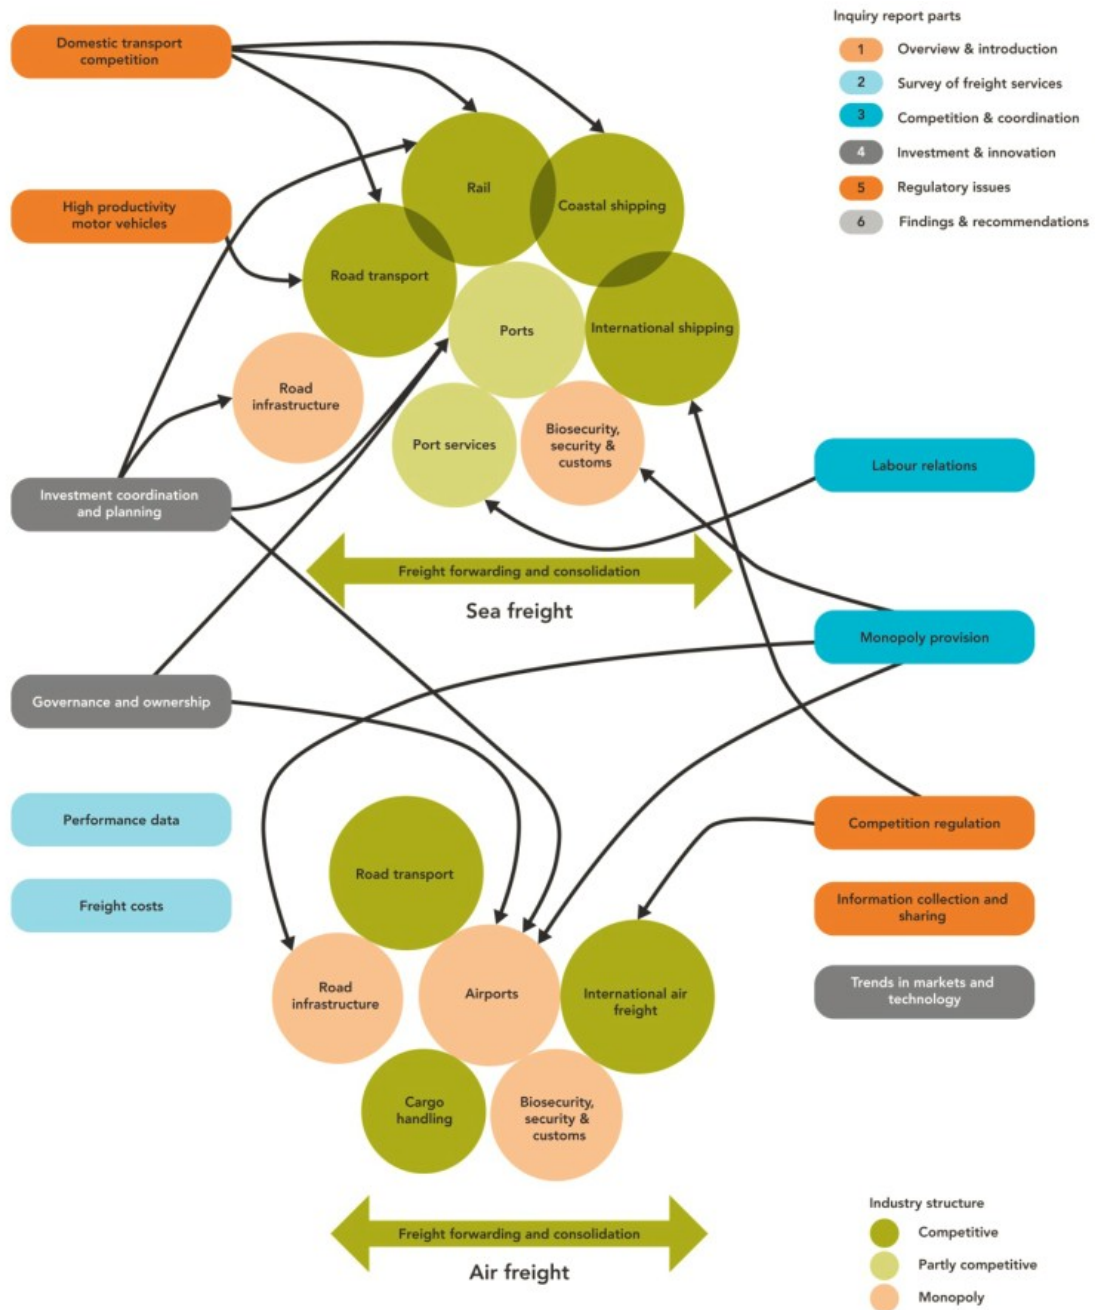 Inquiry report parts
1 Overview & introduction
2 Survey of freight services
3 Competition & coordination
4 Investment & innovation
5 Regulatory issues
6 Findings & recommendations
Domestic transport
competition
High productivity
motor vehicles
Rail
Coastal shipping
Road transport
Ports
International shipping
Road
infrastructure
Port services
Biosecurity,
security &
customs
Labour relations
Investment coordination
and planning
Freight forwarding and consolidation
Sea freight
Monopoly provision
Governance and ownership
Performance data
Freight costs
Competition regulation
Information collection and
sharing
Trends in markets and
technology
Road transport
Road
infrastructure
Airports
International air
freight
Cargo
handling
Biosecurity,
security &
customs
Freight forwarding and consolidation
Air freight
Industry structure
Competitive
Partly competitive
Monopoly